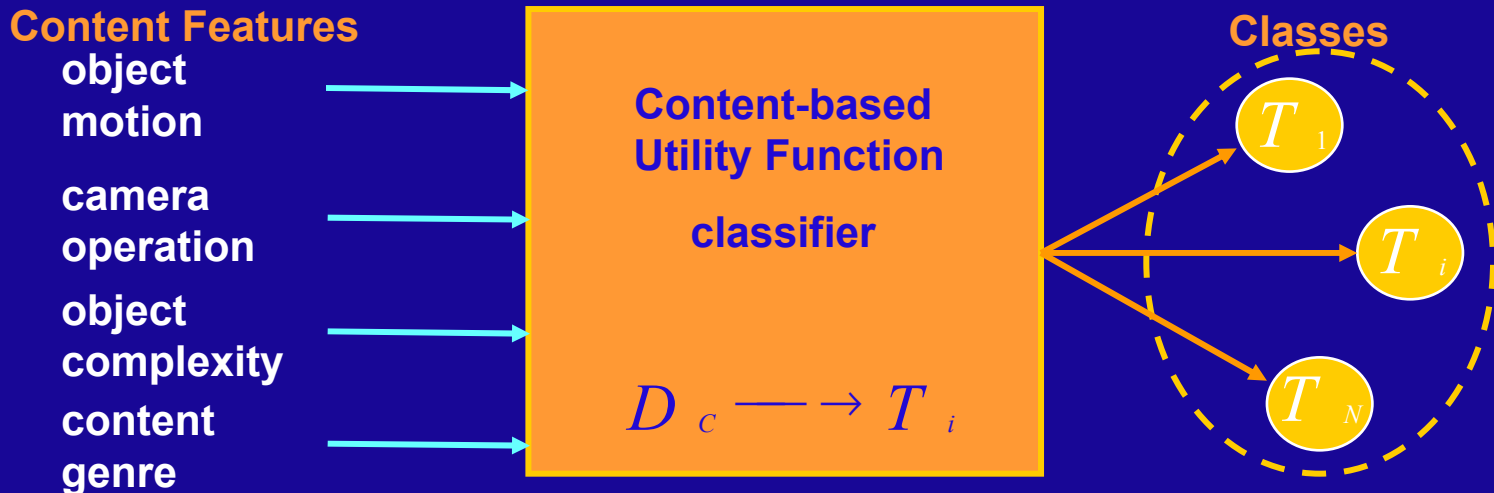 Content Features
object
motion
camera
operation
object
complexity
content
genre
Content-based
Utility Function
classifier
D C → T i
Classes
T 1
T i
T N